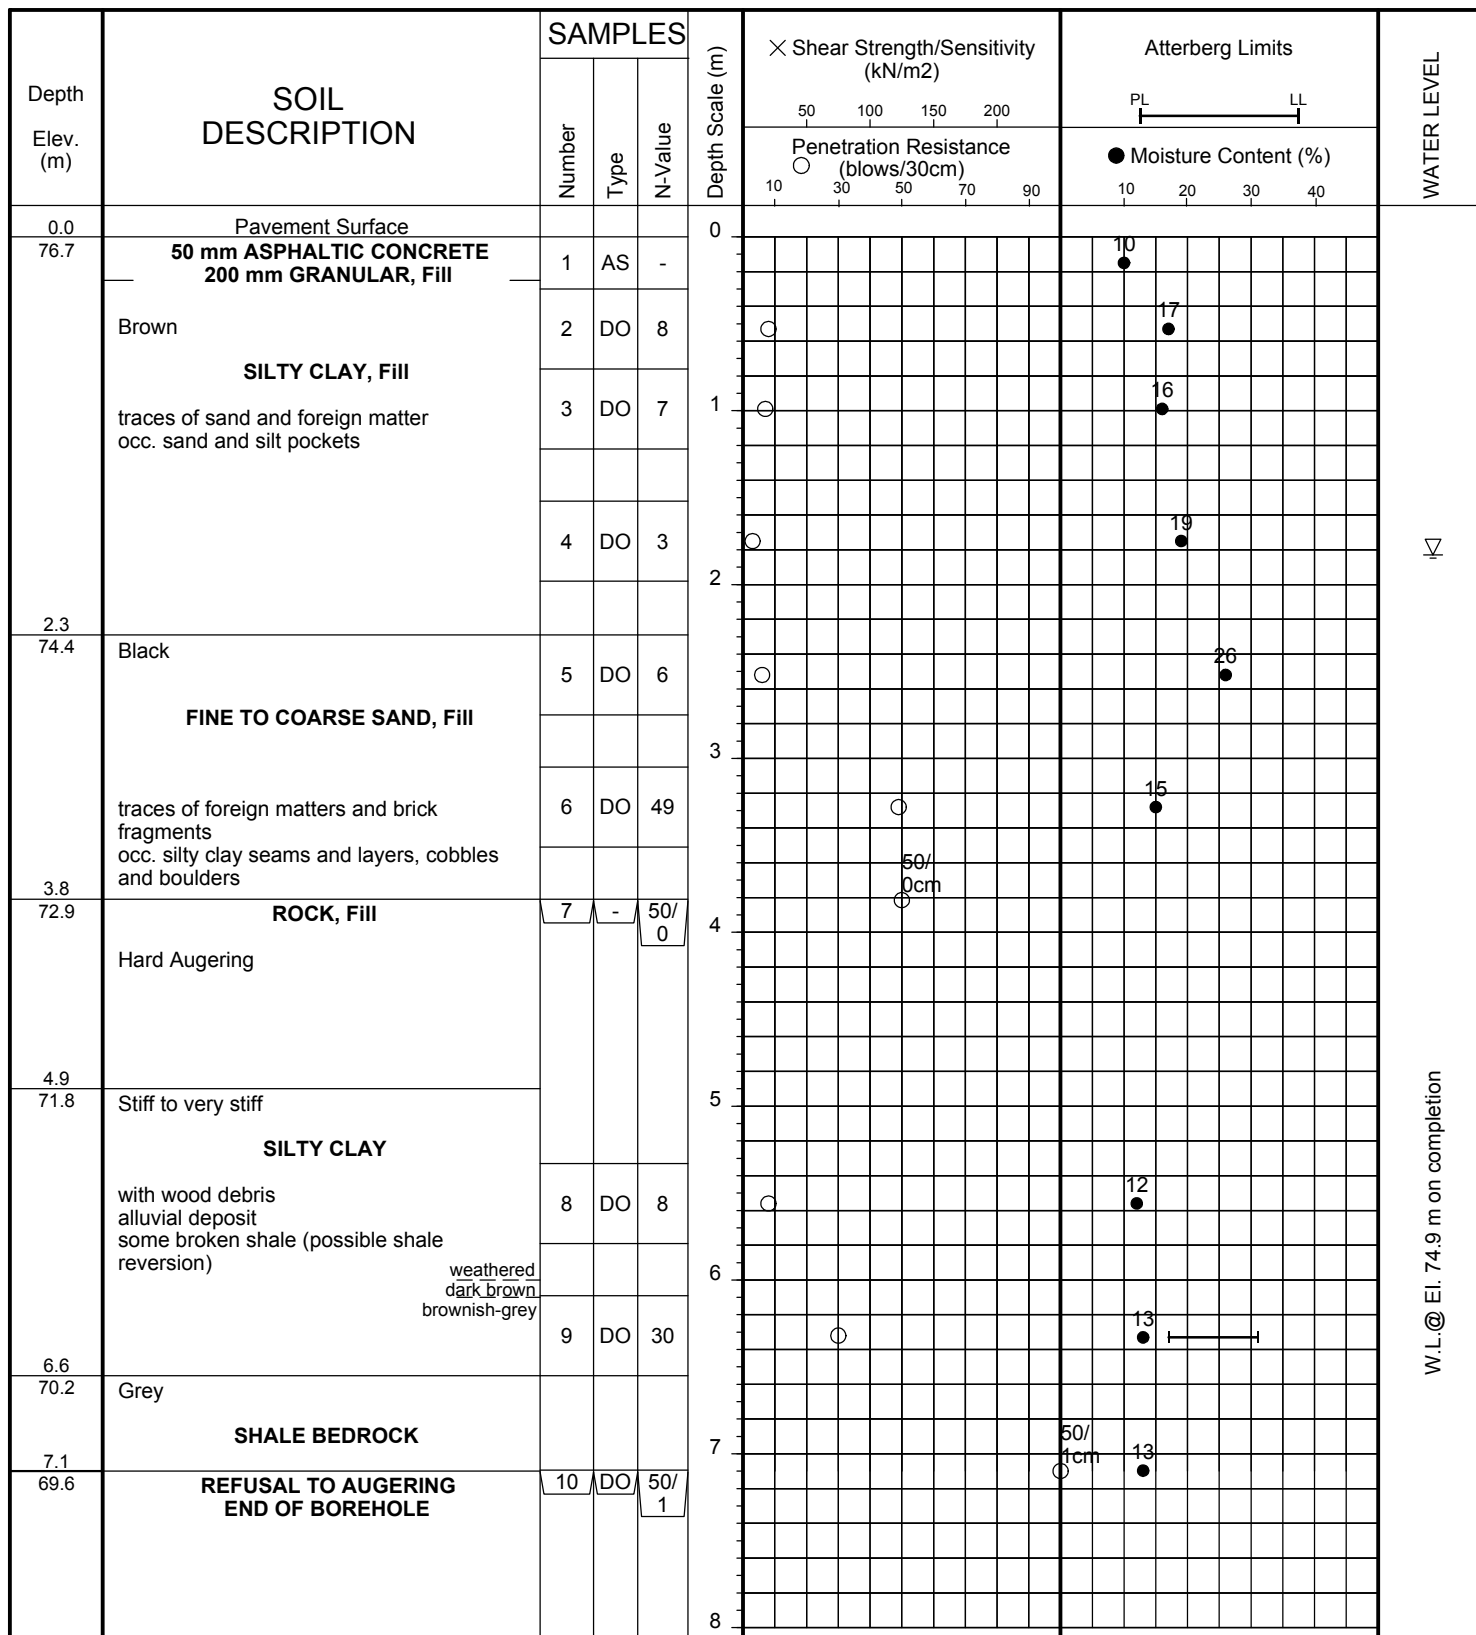 SAMPLES
Depth
Elev.
(m)
SOIL
DESCRIPTION
Number
Type
N-Value
Depth Scale (m)
Shear Strength/Sensitivity
(kN/m2)
50 100 150 200
Penetration Resistance
(blows/30cm)
10 30 50 70 90
Atterberg Limits
PL LL
Moisture Content (%)
10 20 30 40
WATER LEVEL
0.0 Pavement Surface 0
76.7 50 mm ASPHALTIC CONCRETE
200 mm GRANULAR, Fill
1 AS - 10
Brown 2 DO 8 17
SILTY CLAY, Fill
traces of sand and foreign matter
occ. sand and silt pockets
3 DO 7 1 16
4 DO 3 19
2
2.3
74.4 Black
5 DO 6 26
FINE TO COARSE SAND, Fill
3
traces of foreign matters and brick
fragments
occ. silty clay seams and layers, cobbles
and boulders
6 DO 49 15
50/
0cm
3.8
72.9 ROCK, Fill 7 - 50/
0
4
Hard Augering
4.9
71.8 Stiff to very stiff 5
SILTY CLAY
with wood debris
alluvial deposit
some broken shale (possible shale
reversion)
8 DO 8 12
weathered
dark brown
brownish-grey
6
9 DO 30 13
6.6
70.2 Grey
SHALE BEDROCK
50/
1cm
13
7
7.1
69.6 REFUSAL TO AUGERING
END OF BOREHOLE
10 DO 50/
1
8
W.L.@ El. 74.9 m on completion